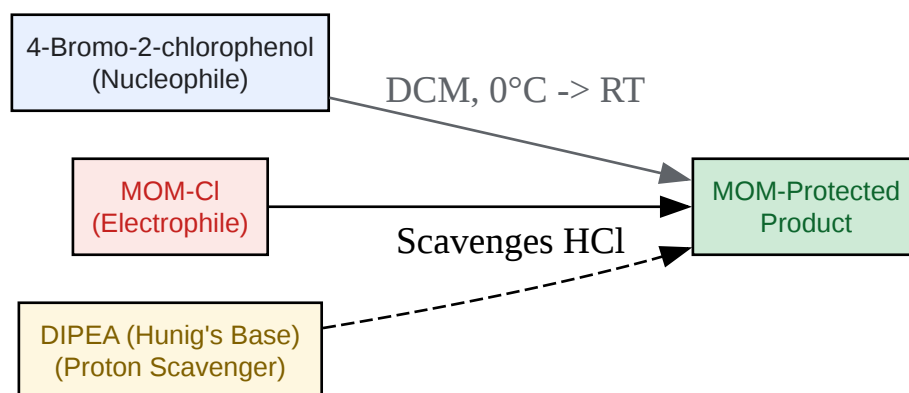 4-Bromo-2-chlorophenol
(Nucleophile)
DCM, 0°C -> RT
MOM-Cl
(Electrophile)
MOM-Protected
Product
Scavenges HCl
DIPEA (Hunig's Base)
(Proton Scavenger)